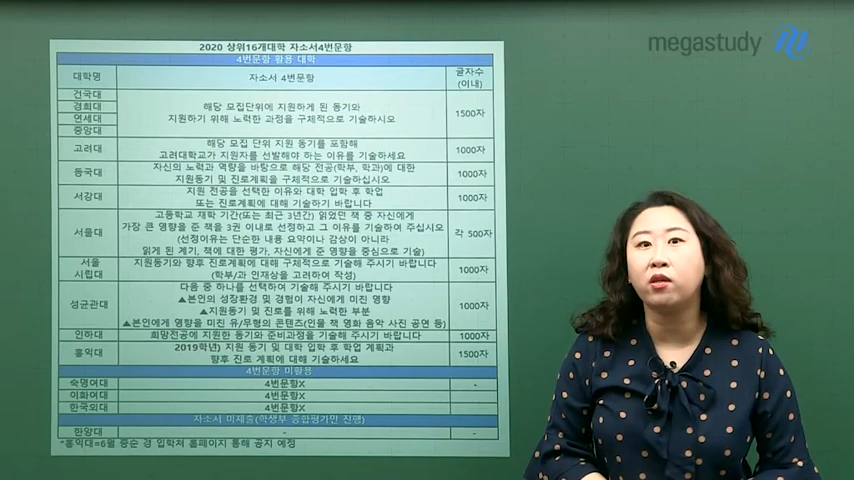 megastudy
2020 상위16개대학 자소서4번문항
4번문항 활용 대학
대학명 자소서 4번문항 글자수
(이내)
건국대
경희대
연세대
중앙대
해당 모집단위에 지원하게 된 동기와
지원하기 위해 노력한 과정을 구체적으로 기술하시오
1500자
고려대
해당 모집 단위 지원 동기를 포함해
고려대학교가 지원자를 선발해야 하는 이유를 기술하세요
1000자
동국대
자신의 노력과 역량을 바탕으로 해당 전공(학부, 학과)에 대한
지원동기 및 진로계획을 구체적으로 기술하십시오
1000자
서강대
지원 전공을 선택한 이유와 대학 입학 후 학업
또는 진로계획에 대해 기술하기 바랍니다
1000자
서울대
고등학교 재학 기간(또는 최근 3년간) 읽었던 책 중 자신에게
가장 큰 영향을 준 책을 3권 이내로 선정하고 그 이유를 기술하여 주십시오
(선정이유는 단순한 내용 요약이나 감상이 아니라
읽게 된 계기, 책에 대한 평가, 자신에게 준 영향을 중심으로 기술)
각 500자
서울
시립대
지원동기와 향후 진로계획에 대해 구체적으로 기술해 주시기 바랍니다
(학부/과 인재상을 고려하여 작성)
1000자
성균관대
다음 중 하나를 선택하여 기술해 주시기 바랍니다
▲본인의 성장환경 및 경험이 자신에게 미친 영향
▲지원동기 및 진로를 위해 노력한 부분
▲본인에게 영향을 미친 유/무형의 콘텐츠(인물 책 영화 음악 사진 공연 등)
1000자
인하대 희망전공에 지원한 동기와 준비과정을 기술해 주시기 바랍니다 1000자
홍익대
2019학년) 지원 동기 및 대학 입학 후 학업 계획과
향후 진로 계획에 대해 기술하세요
1500자
4번문항 미활용
숙명여대 4번문항X -
이화여대 4번문항X
한국외대 4번문항X
자소서 미제출(학생부 종합평가만 진행)
한양대 - -
*홍익대=6월 중순 경 입학처 홈페이지 통해 공지 예정